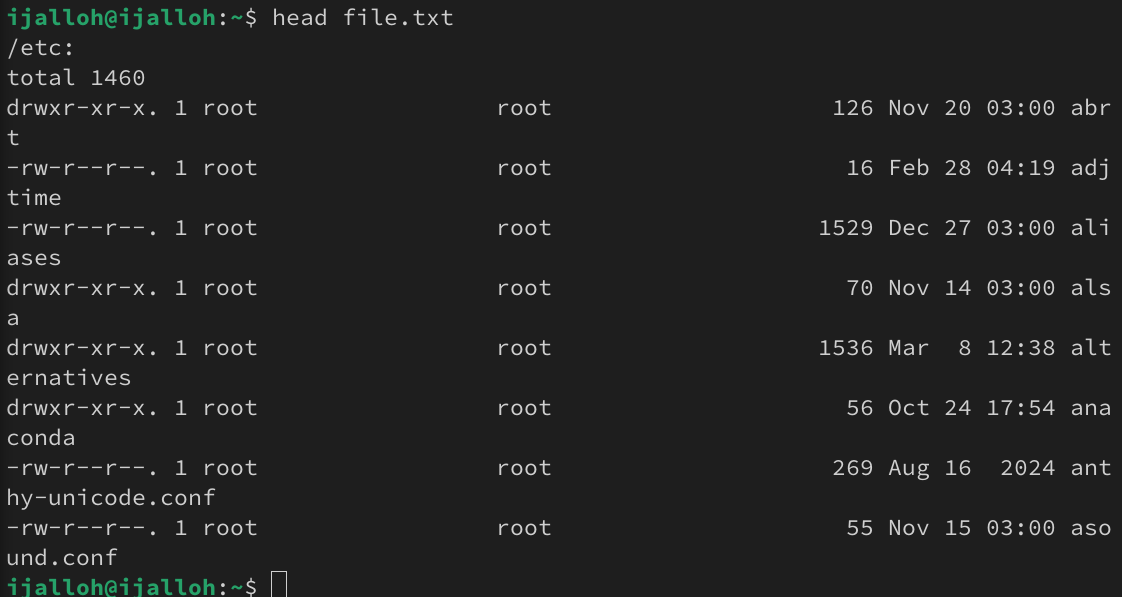 ijalloh@ijalloh:~$ head file.txt
/etc:
total 1460
drwxr-xr-x. 1 root                 root                    126 Nov 20 03:00 abr
t
-rw-r--r--. 1 root                 root                     16 Feb 28 04:19 adj
time
-rw-r--r--. 1 root                 root                   1529 Dec 27 03:00 ali
ases
drwxr-xr-x. 1 root                 root                     70 Nov 14 03:00 als
a
drwxr-xr-x. 1 root                 root                   1536 Mar  8 12:38 alt
ernatives
drwxr-xr-x. 1 root                 root                     56 Oct 24 17:54 ana
conda
-rw-r--r--. 1 root                 root                    269 Aug 16  2024 ant
hy-unicode.conf
-rw-r--r--. 1 root                 root                     55 Nov 15 03:00 aso
und.conf
ijalloh@ijalloh:~$